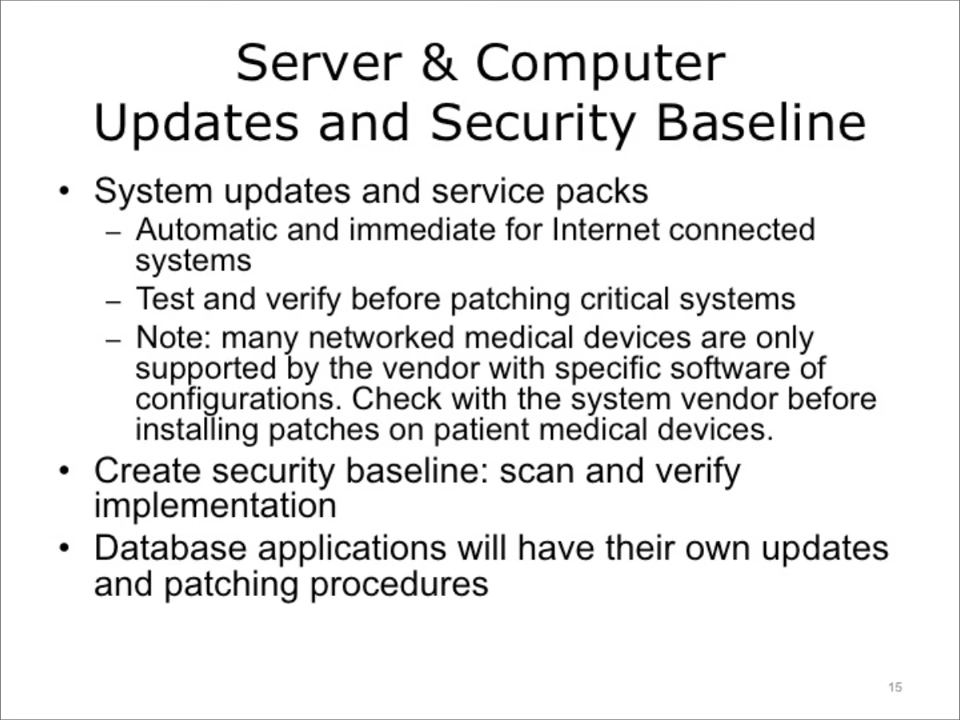 Server & Computer
Updates and Security Baseline
• System updates and service packs
– Automatic and immediate for Internet connected
systems
– Test and verify before patching critical systems
– Note: many networked medical devices are only
supported by the vendor with specific software of
configurations. Check with the system vendor before
installing patches on patient medical devices.
• Create security baseline: scan and verify
implementation
• Database applications will have their own updates
and patching procedures
15